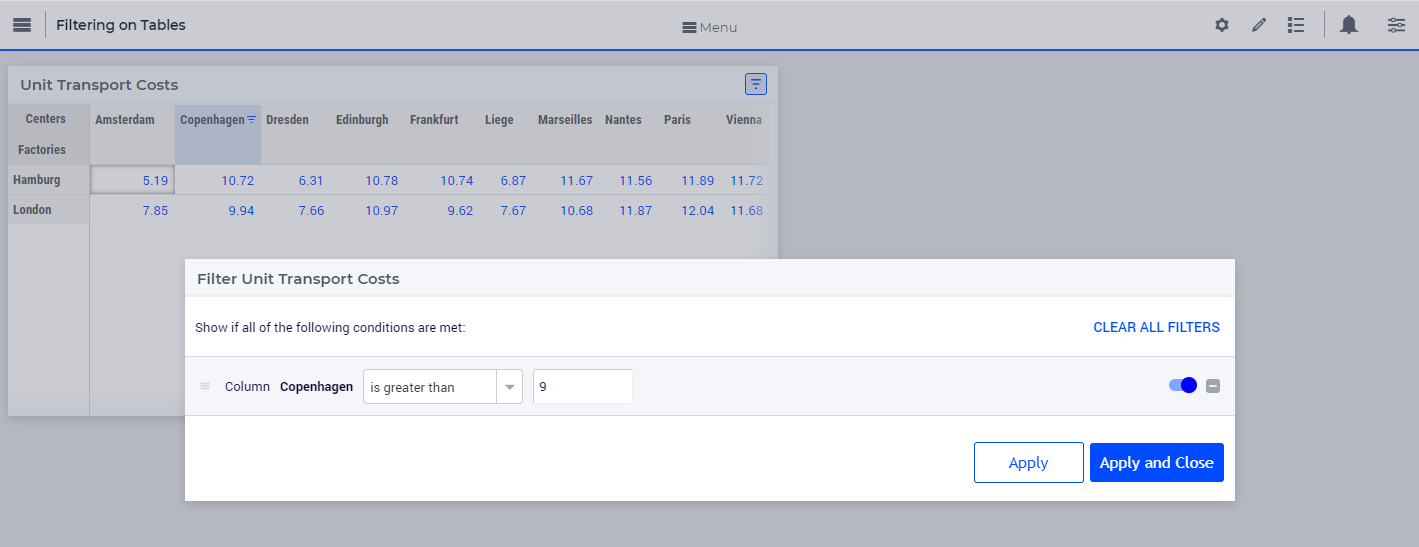 Filtering on Tables
Menu
Unit Transport Costs
Centers Amsterdam Copenhagen Dresden Edinburgh Frankfurt Liege Marseilles Nantes Paris Vienna
Factories
Hamburg 5.19 10.72 6.31 10.78 10.74 6.87 11.67 11.56 11.89 11.72
London 7.85 9.94 7.66 10.97 9.62 7.67 10.68 11.87 12.04 11.68
Filter Unit Transport Costs
Show if all of the following conditions are met: CLEAR ALL FILTERS
Column Copenhagen is greater than 9
Apply Apply and Close